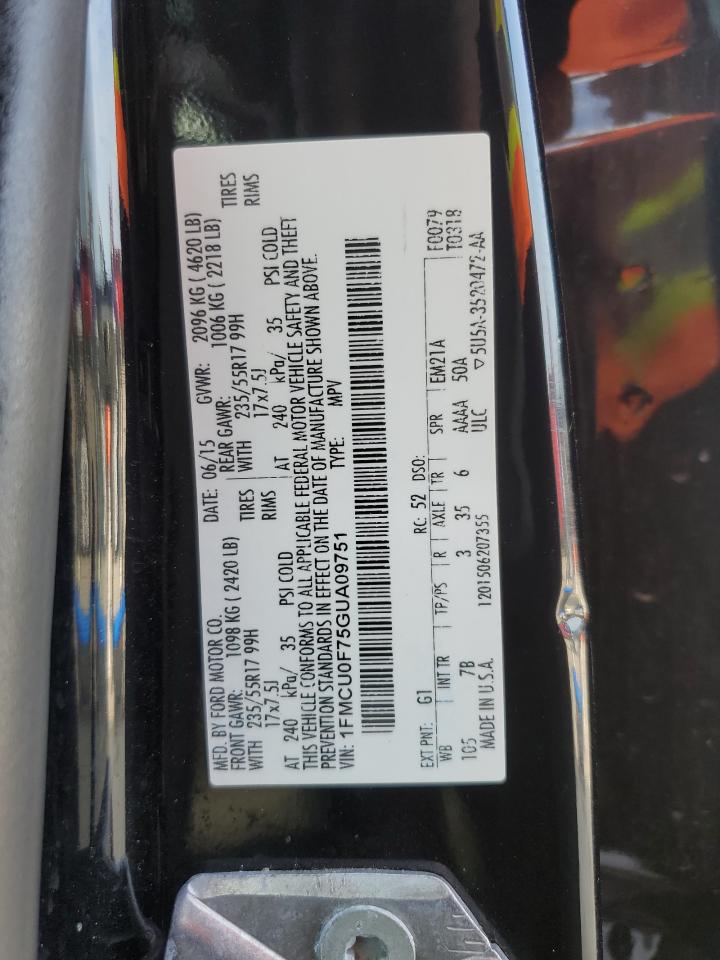 MFD. BY FORD MOTOR CO. DATE: 06/15 GVWR: 2096 KG ( 4620 LB)
FRONT GAWR: 1098 KG ( 2420 LB) REAR GAWR: 1006 KG ( 2218 LB)
WITH 235/55R17 99H TIRES WITH 235/55R17 99H TIRES
17x7.5J RIMS 17x7.5J RIMS
AT 240 kPa/ 35 PSI COLD AT 240 kPa/ 35 PSI COLD
THIS VEHICLE CONFORMS TO ALL APPLICABLE FEDERAL MOTOR VEHICLE SAFETY AND THEFT
PREVENTION STANDARDS IN EFFECT ON THE DATE OF MANUFACTURE SHOWN ABOVE.
VIN: 1FMCU0F75GUA09751 TYPE: MPV
EXT PNT: G1 RC: 52 DSO: F0079
WB INT TR TP/PS R AXLE TR SPR EM21A T0318
105 7B 3 35 6 AAAA 50A
MADE IN U.S.A. 1201506207355 ULC ▽5U5A-3520472-AA